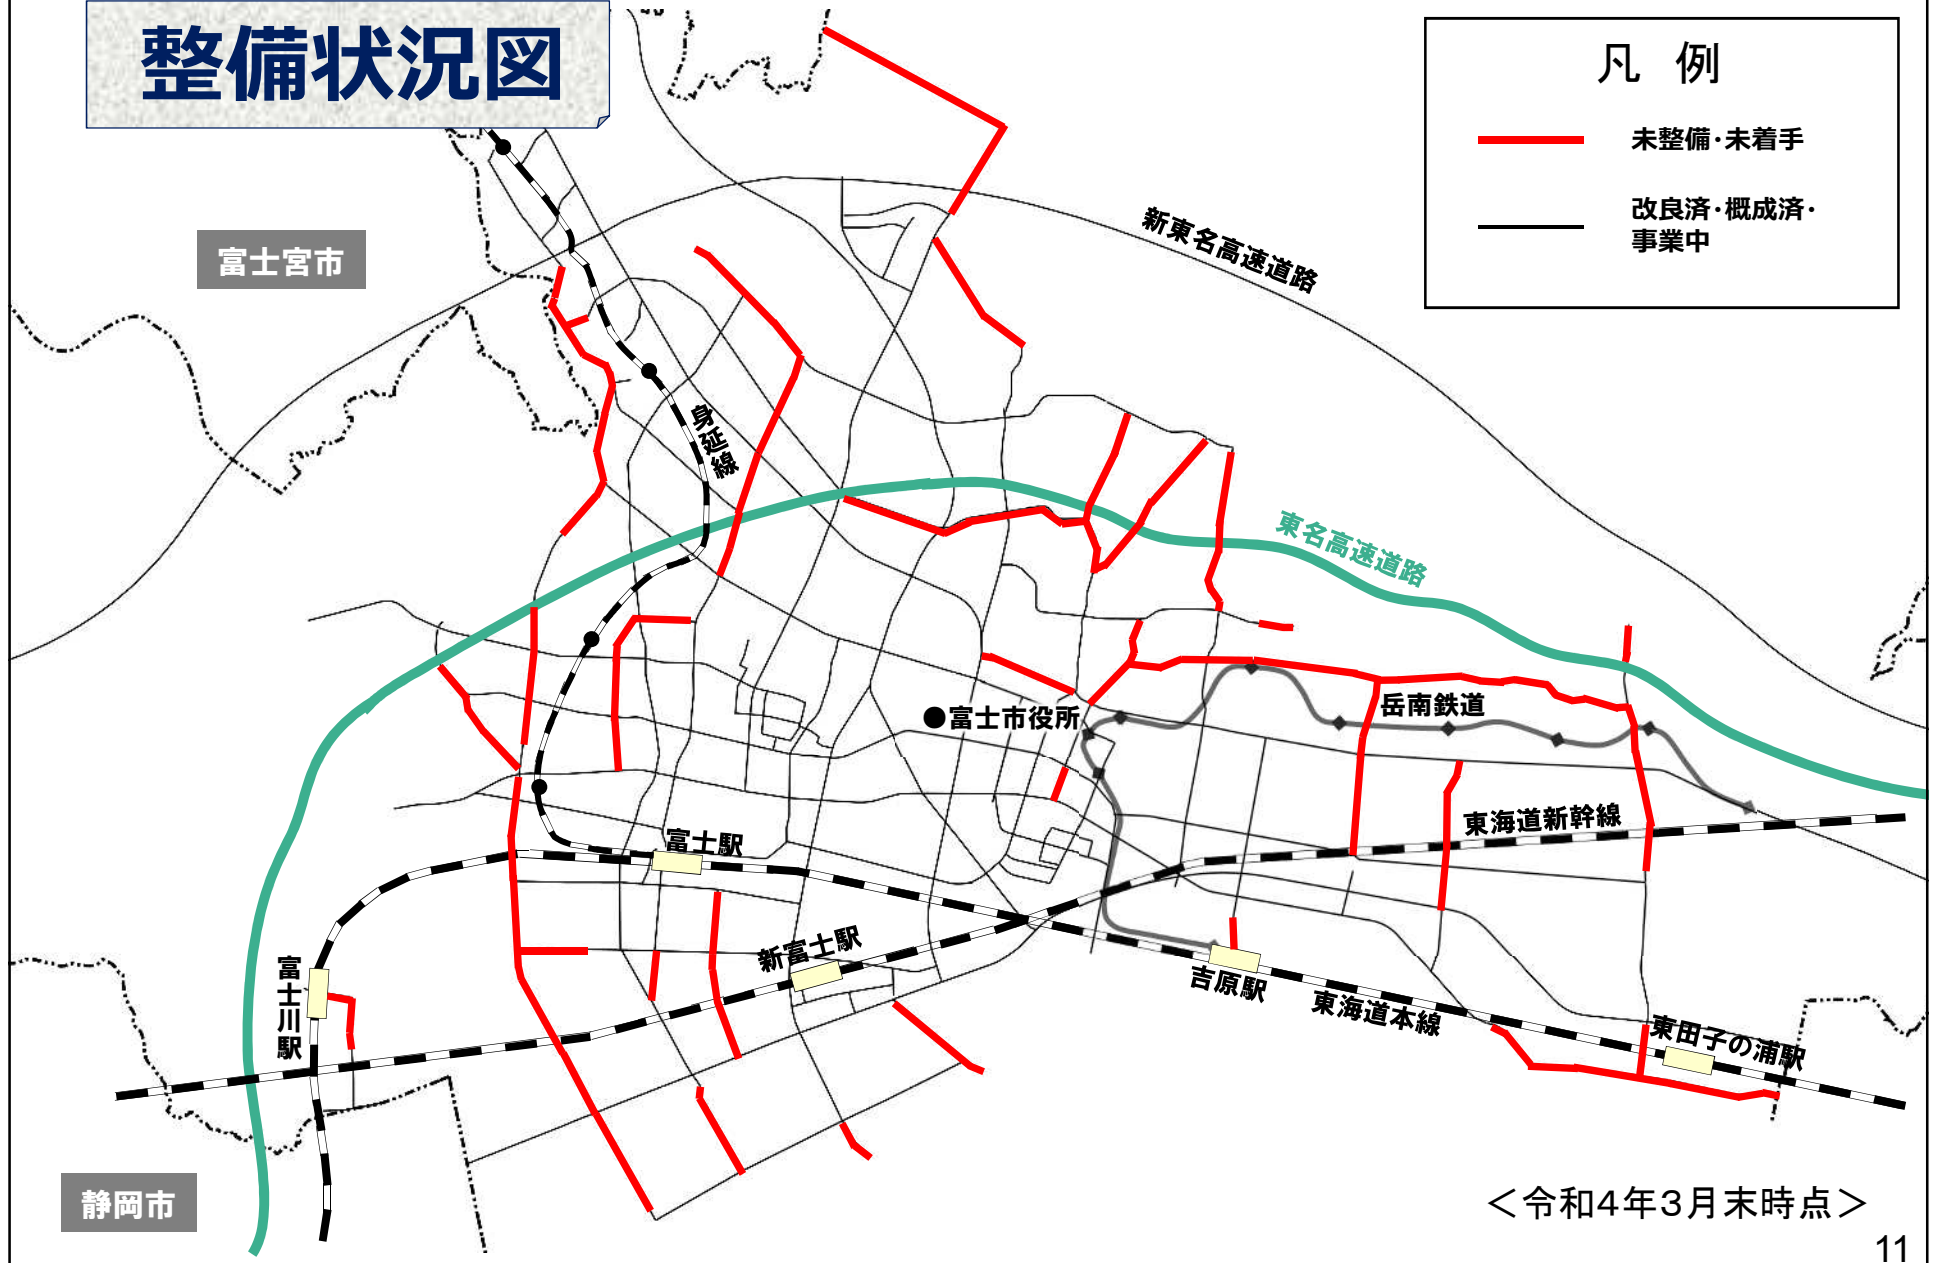 整備状況図
凡 例
未整備・未着手
改良済・概成済・
事業中
富士宮市
新東名高速道路
身延線
東名高速道路
岳南鉄道
●富士市役所
東海道新幹線
富士駅
新富士駅
富士川駅
吉原駅
東海道本線
東田子の浦駅
静岡市
＜令和4年3月末時点＞
11